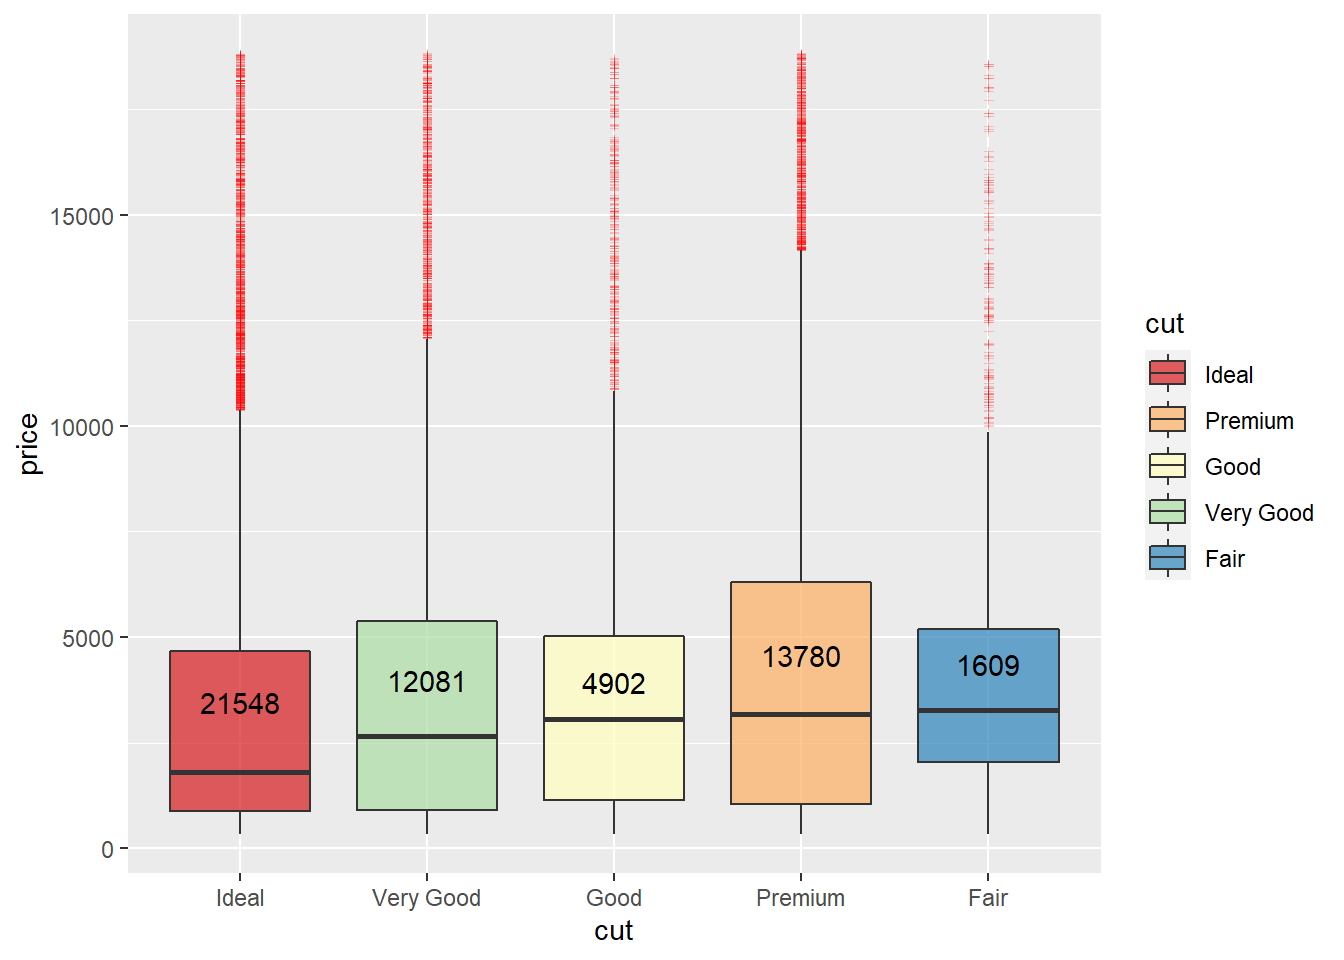 15000
10000
5000
0
price
21548
12081
4902
13780
1609
Ideal
Very Good
Good
Premium
Fair
cut
cut
Ideal
Premium
Good
Very Good
Fair